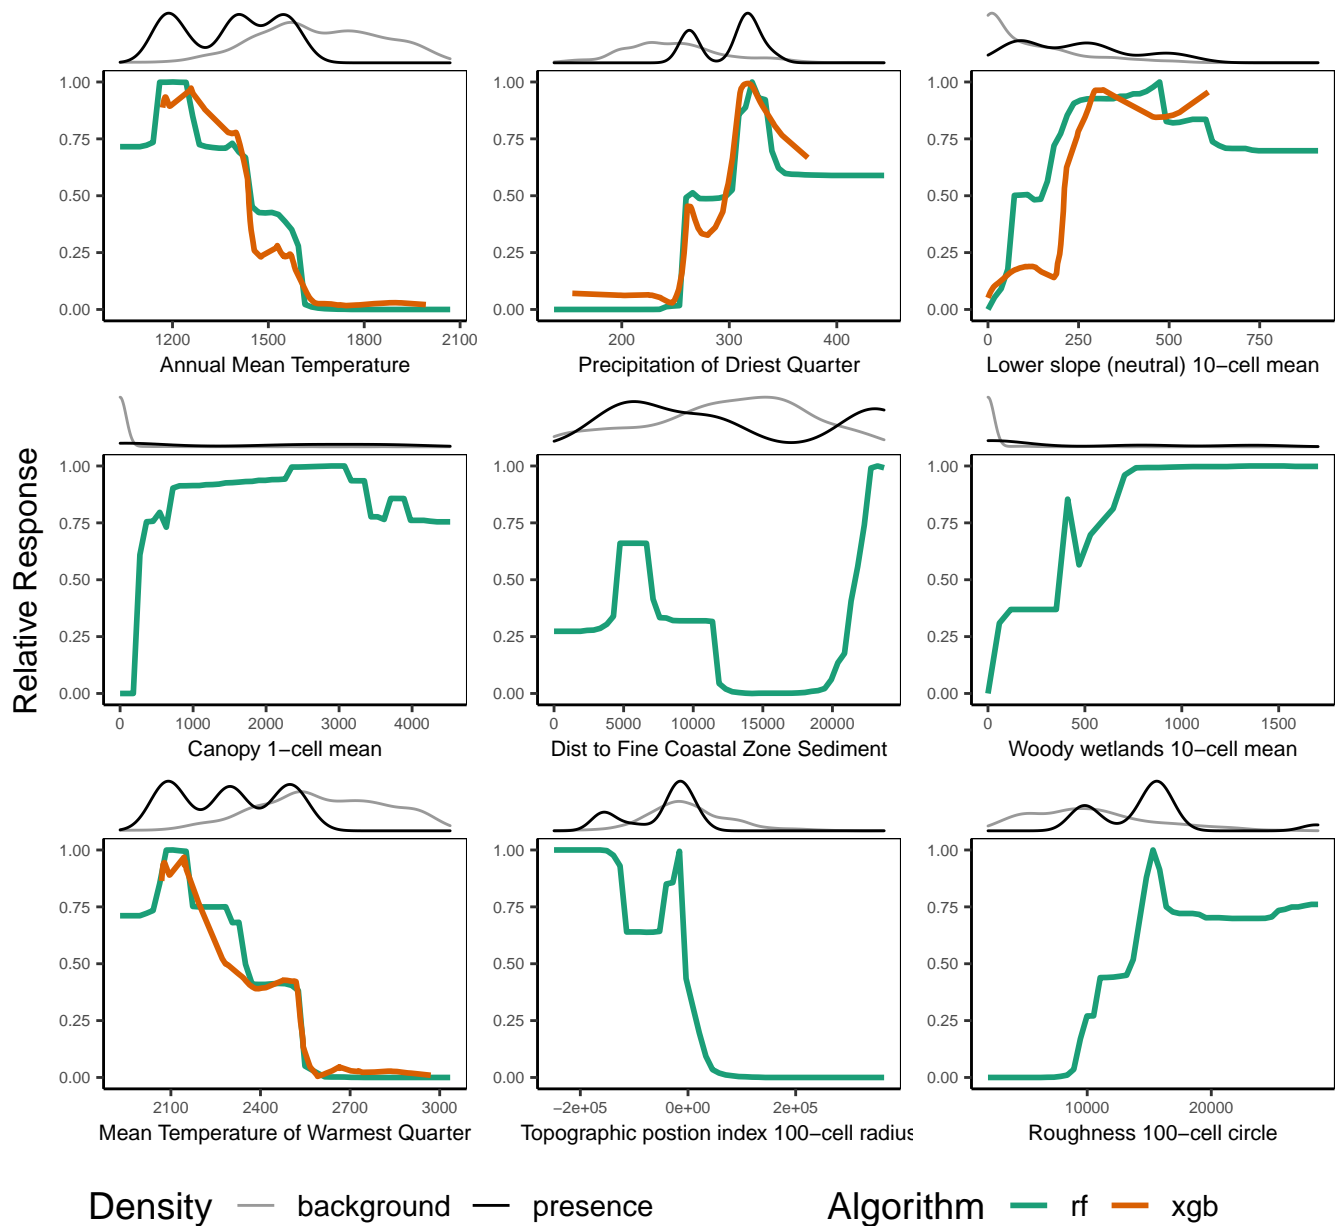 1.00
0.75
0.50
0.25
0.00
1200 1500 1800 2100
Annual Mean Temperature
200 300 400
Precipitation of Driest Quarter
1.00
0.75
0.50
0.25
0.00
0 250 500 750
Lower slope (neutral) 10−cell mean
1.00
0.75
0.50
0.25
0.00
Relative Response
1.00
0.75
0.50
0.25
0.00
0 1000 2000 3000 4000
Canopy 1−cell mean
1.00
0.75
0.50
0.25
0.00
0 5000 10000 15000 20000
Dist to Fine Coastal Zone Sediment
1.00
0.75
0.50
0.25
0.00
0 500 1000 1500
Woody wetlands 10−cell mean
1.00
0.75
0.50
0.25
0.00
2100 2400 2700 3000
Mean Temperature of Warmest Quarter
1.00
0.75
0.50
0.25
0.00
−2e+05 0e+00 2e+05
Topographic postion index 100−cell radius
1.00
0.75
0.50
0.25
0.00
10000 20000
Roughness 100−cell circle
Density background presence Algorithm rf xgb